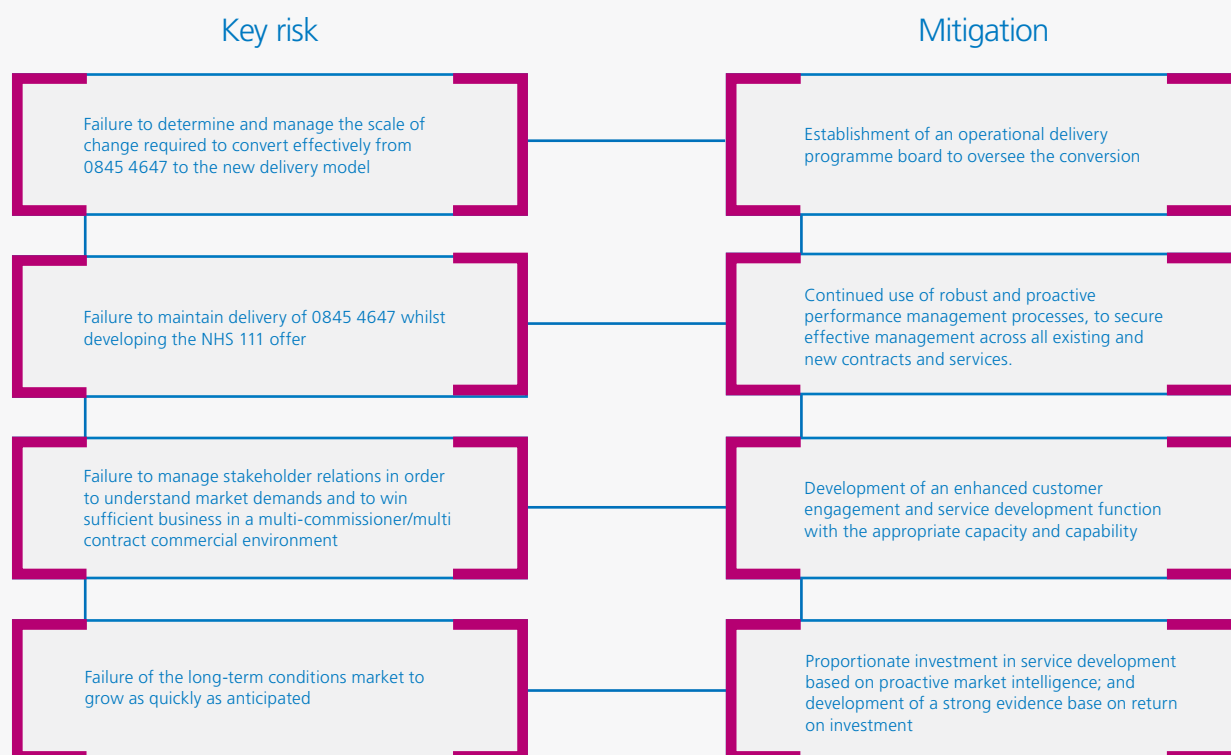 Key risk
Mitigation
Failure to determine and manage the scale of
change required to convert effectively from
0845 4647 to the new delivery model
Establishment of an operational delivery
programme board to oversee the conversion
Failure to maintain delivery of 0845 4647 whilst
developing the NHS 111 offer
Continued use of robust and proactive
performance management processes, to secure
effective management across all existing and
new contracts and services.
Failure to manage stakeholder relations in order
to understand market demands and to win
sufficient business in a multi-commissioner/multi
contract commercial environment
Development of an enhanced customer
engagement and service development function
with the appropriate capacity and capability
Failure of the long-term conditions market to
grow as quickly as anticipated
Proportionate investment in service development
based on proactive market intelligence; and
development of a strong evidence base on return
on investment